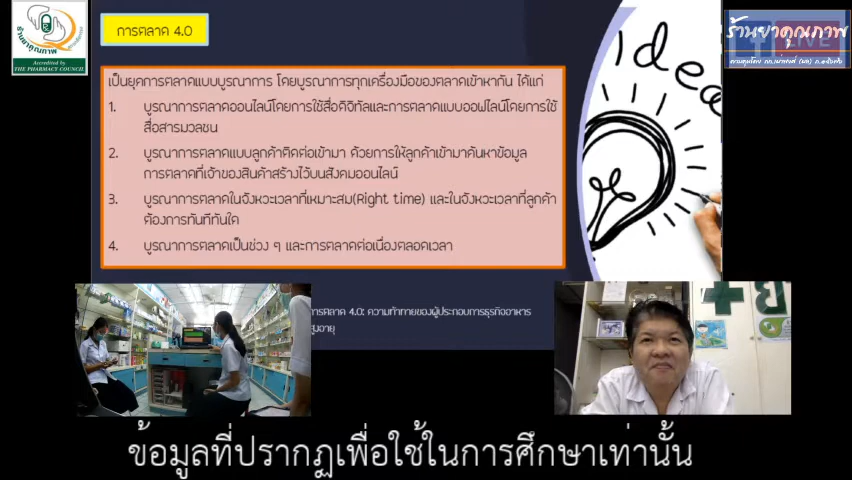 ร้านยาคุณภาพ
Accredited by
THE PHARMACY COUNCIL
การตลาด 4.0
ร้านยาคุณภาพ
LIVE
idea
เป็นยุคการตลาดแบบบูรณาการ โดยบูรณาการทุกเครื่องมือของตลาดเข้าหากัน ได้แก่
1. บูรณาการตลาดออนไลน์โดยการใช้สื่อดิจิทัลและการตลาดแบบออฟไลน์โดยการใช้
สื่อสารมวลชน
2. บูรณาการตลาดแบบลูกค้าติดต่อเข้ามา ด้วยการให้ลูกค้าเข้ามาค้นหาข้อมูล
การตลาดที่เจ้าของสินค้าสร้างไว้บนสังคมออนไลน์
3. บูรณาการตลาดในจังหวะเวลาที่เหมาะสม(Right time) และในจังหวะเวลาที่ลูกค้า
ต้องการทันทีทันใด
4. บูรณาการตลาดเป็นช่วง ๆ และการตลาดต่อเนื่องตลอดเวลา
การตลาด 4.0: ความท้าทายของผู้ประกอบการธุรกิจอาหาร
สูงอายุ
ข้อมูลที่ปรากฏเพื่อใช้ในการศึกษาเท่านั้น